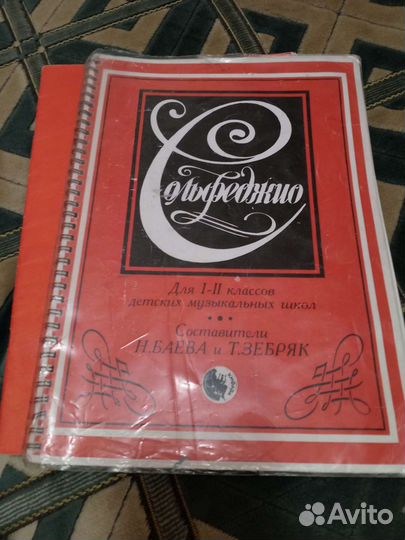 Сольфеджио
Для I-II классов
детских музыкальных школ
Составители
Н.БАЕВА и Т.ЗЕБРЯК
Avito